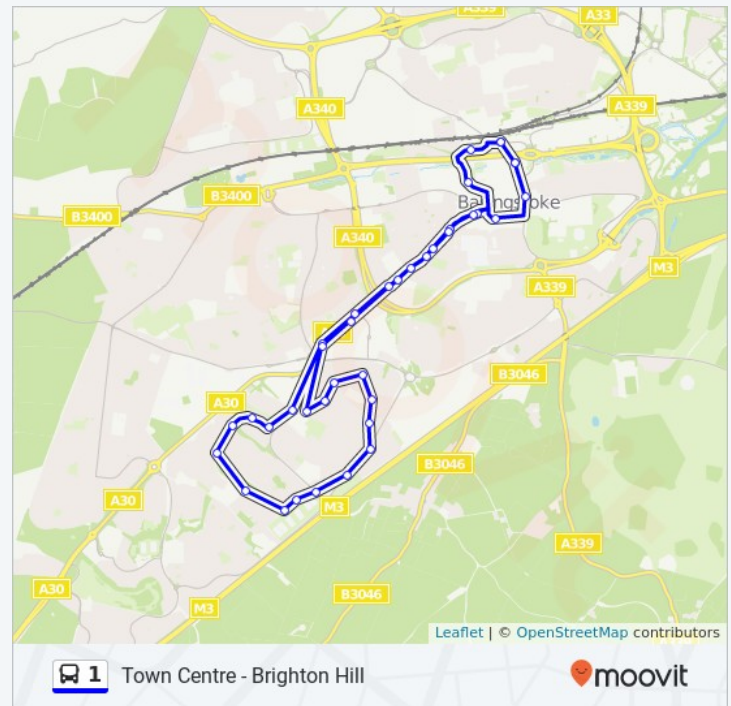 A339
A33
A340
A339
B3400
B3400
Basingstoke
A340
M3
A339
B3046
A30
B3046
A30
M3
A339
A30
B3046
M3
Leaflet | © OpenStreetMap contributors
1 Town Centre - Brighton Hill
moovit